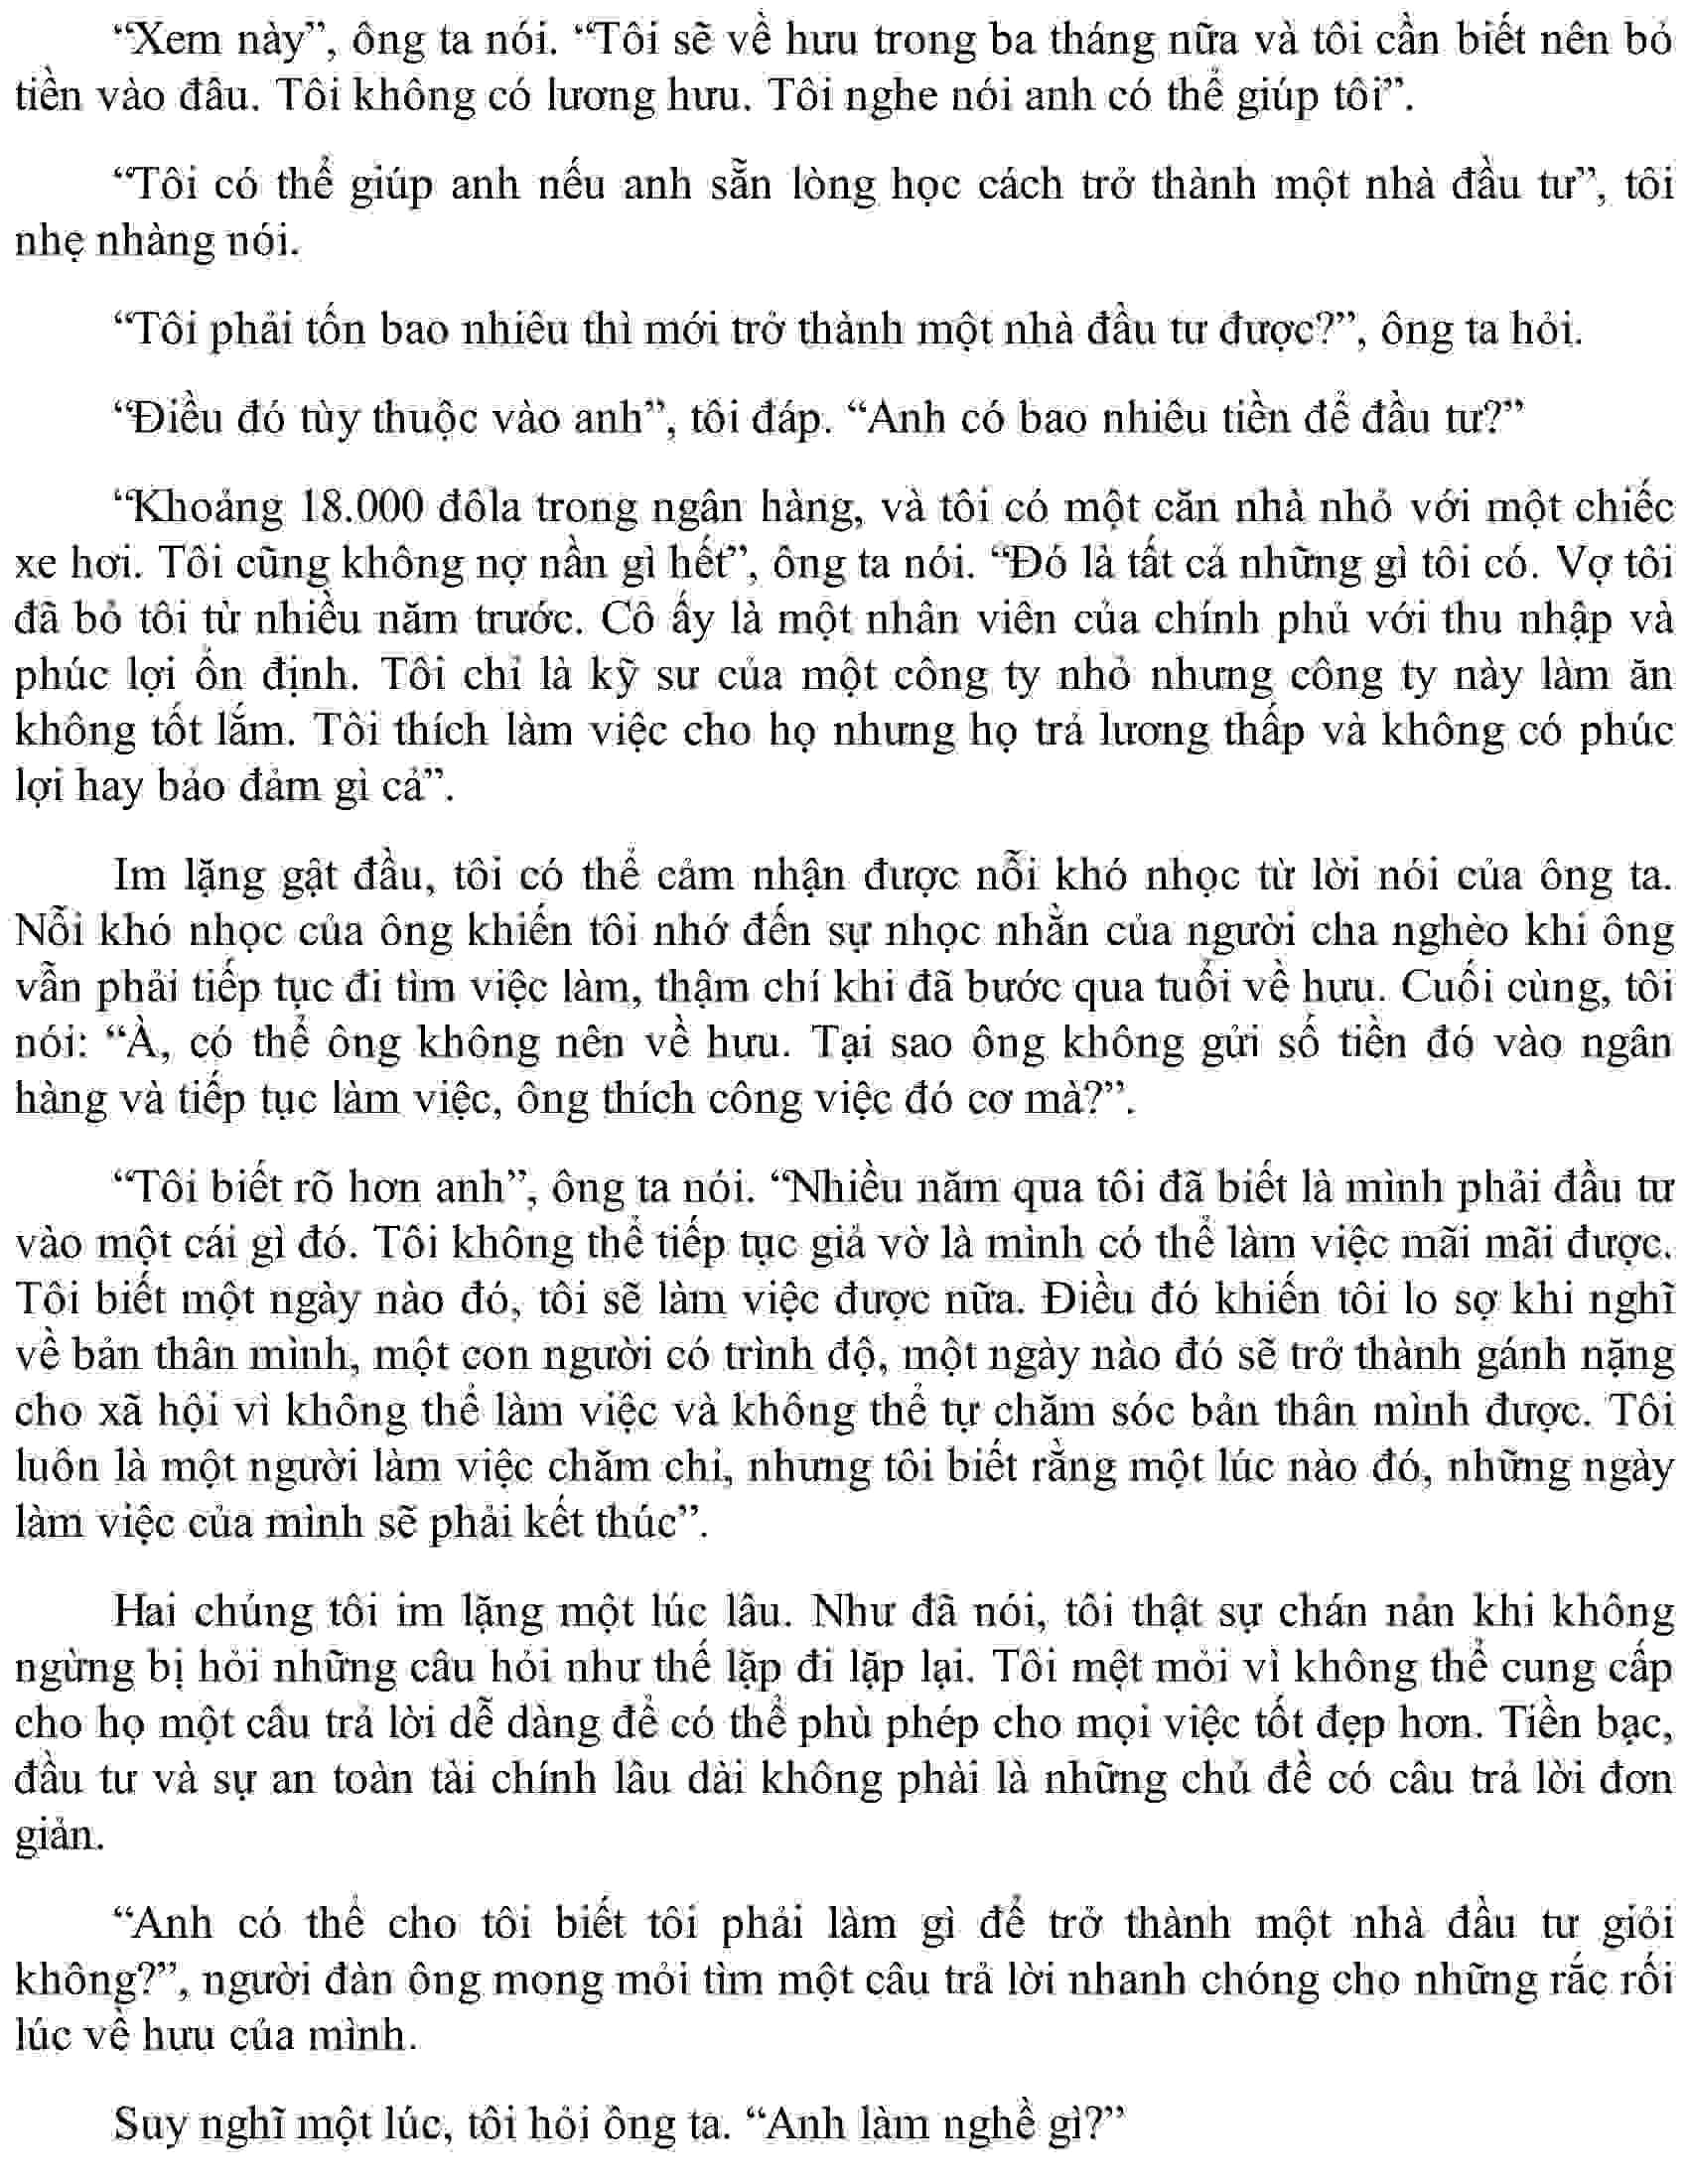 “Xem này”, ông ta nói. “Tôi sẽ về hưu trong ba tháng nữa và tôi cần biết nên bỏ
tiền vào đâu. Tôi không có lương hưu. Tôi nghe nói anh có thể giúp tôi”.
“Tôi có thể giúp anh nếu anh sẵn lòng học cách trở thành một nhà đầu tư”, tôi
nhẹ nhàng nói.
“Tôi phải tốn bao nhiêu thì mới trở thành một nhà đầu tư được?”, ông ta hỏi.
“Điều đó tùy thuộc vào anh”, tôi đáp. “Anh có bao nhiêu tiền để đầu tư?”
“Khoảng 18.000 đôla trong ngân hàng, và tôi có một căn nhà nhỏ với một chiếc
xe hơi. Tôi cũng không nợ nần gì hết”, ông ta nói. “Đó là tất cả những gì tôi có. Vợ tôi
đã bỏ tôi từ nhiều năm trước. Cô ấy là một nhân viên của chính phủ với thu nhập và
phúc lợi ổn định. Tôi chỉ là kỹ sư của một công ty nhỏ nhưng công ty này làm ăn
không tốt lắm. Tôi thích làm việc cho họ nhưng họ trả lương thấp và không có phúc
lợi hay bảo đảm gì cả”.
Im lặng gật đầu, tôi có thể cảm nhận được nỗi khó nhọc từ lời nói của ông ta.
Nỗi khó nhọc của ông khiến tôi nhớ đến sự nhọc nhằn của người cha nghèo khi ông
vẫn phải tiếp tục đi tìm việc làm, thậm chí khi đã bước qua tuổi về hưu. Cuối cùng, tôi
nói: “À, có thể ông không nên về hưu. Tại sao ông không gửi số tiền đó vào ngân
hàng và tiếp tục làm việc, ông thích công việc đó cơ mà?”.
“Tôi biết rõ hơn anh”, ông ta nói. “Nhiều năm qua tôi đã biết là mình phải đầu tư
vào một cái gì đó. Tôi không thể tiếp tục giả vờ là mình có thể làm việc mãi mãi được.
Tôi biết một ngày nào đó, tôi sẽ làm việc được nữa. Điều đó khiến tôi lo sợ khi nghĩ
về bản thân mình, một con người có trình độ, một ngày nào đó sẽ trở thành gánh nặng
cho xã hội vì không thể làm việc và không thể tự chăm sóc bản thân mình được. Tôi
luôn là một người làm việc chăm chỉ, nhưng tôi biết rằng một lúc nào đó, những ngày
làm việc của mình sẽ phải kết thúc”.
Hai chúng tôi im lặng một lúc lâu. Như đã nói, tôi thật sự chán nản khi không
ngừng bị hỏi những câu hỏi như thế lặp đi lặp lại. Tôi mệt mỏi vì không thể cung cấp
cho họ một câu trả lời dễ dàng để có thể phù phép cho mọi việc tốt đẹp hơn. Tiền bạc,
đầu tư và sự an toàn tài chính lâu dài không phải là những chủ đề có câu trả lời đơn
giản.
“Anh có thể cho tôi biết tôi phải làm gì để trở thành một nhà đầu tư giỏi
không?”, người đàn ông mong mỏi tìm một câu trả lời nhanh chóng cho những rắc rối
lúc về hưu của mình.
Suy nghĩ một lúc, tôi hỏi ông ta. “Anh làm nghề gì?”